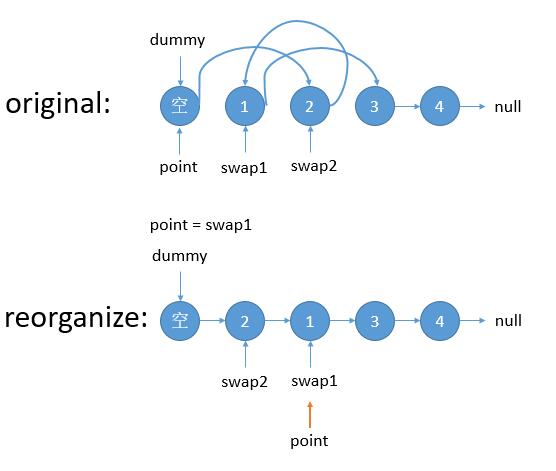 dummy
original: 空 1 2 3 4 null
point swap1 swap2
point = swap1
dummy
reorganize: 空 2 1 3 4 null
swap2 swap1
point